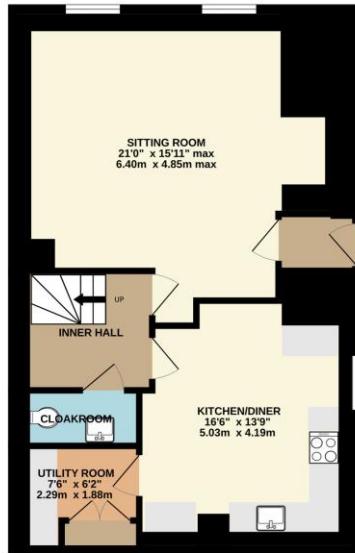 SITTING ROOM
21'0" x 15'11" max
6.40m x 4.85m max
UP
INNER HALL
CLOAKROOM
KITCHEN/DINER
16'6" x 13'9"
5.03m x 4.19m
UTILITY ROOM
7'6" x 6'2"
2.29m x 1.88m